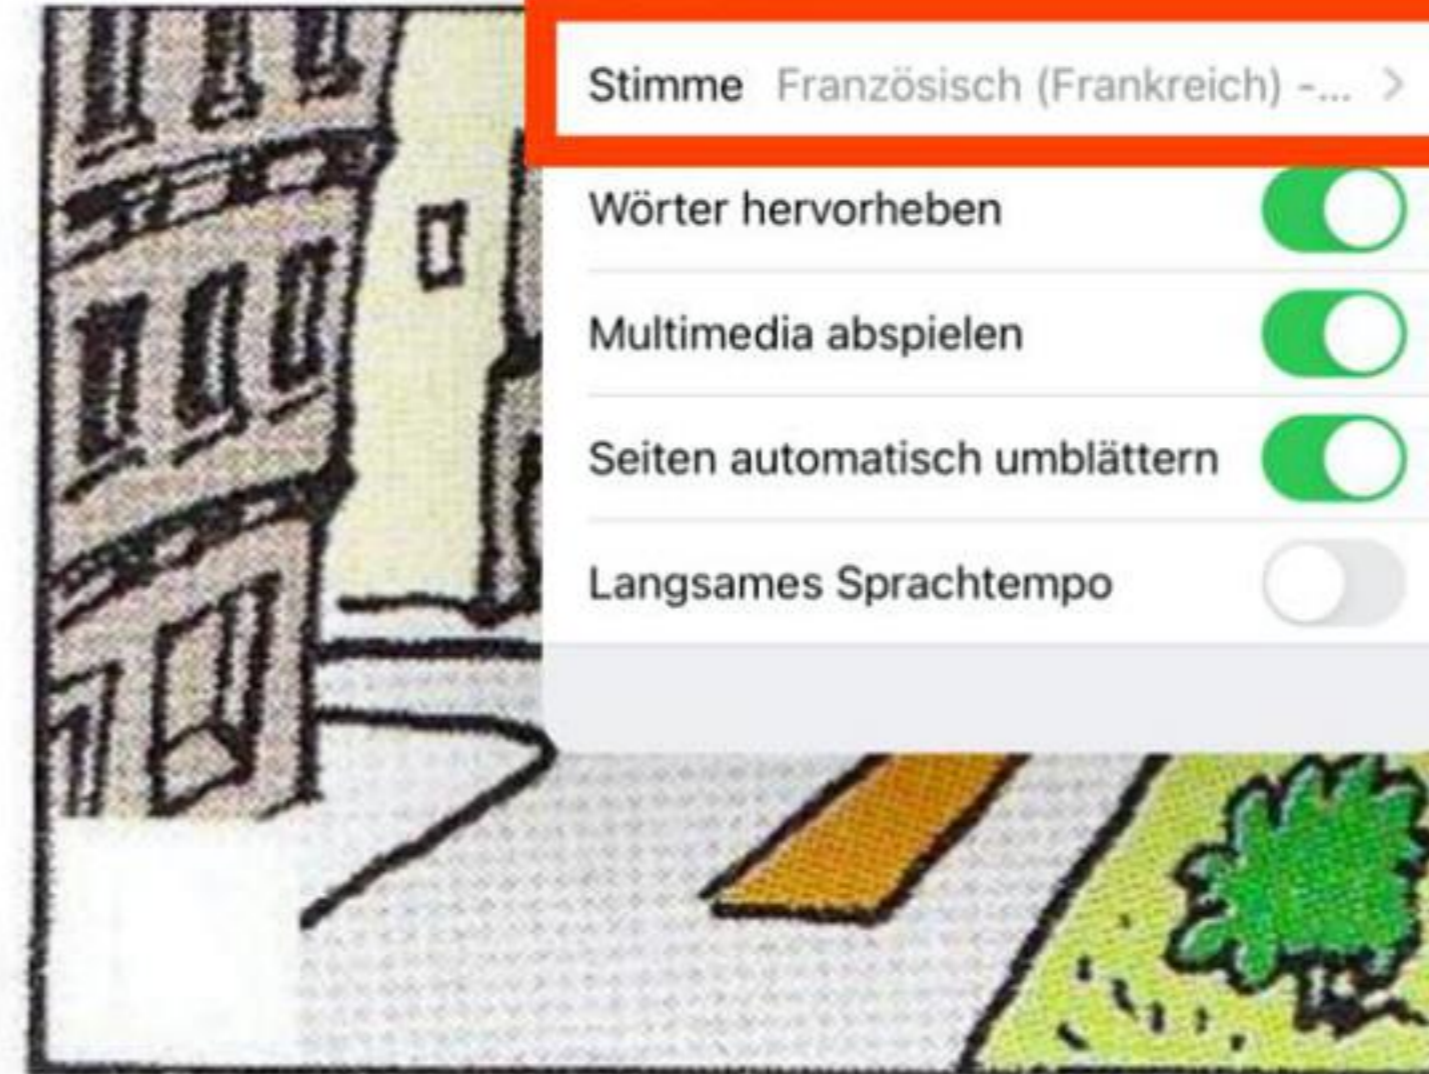 Stimme Französisch (Frankreich) -...
Wörter hervorheben
Multimedia abspielen
Seiten automatisch umblättern
Langsames Sprachtempo